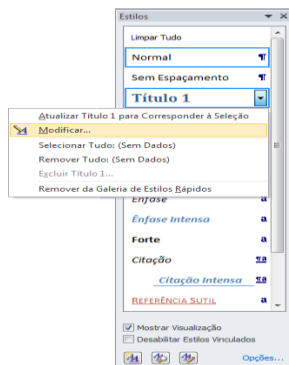 Estilos
Limpar Tudo
Normal ¶
Sem Espaçamento ¶
Título 1
Atualizar Título 1 para Corresponder à Seleção
Modificar...
Selecionar Tudo: (Sem Dados)
Remover Tudo: (Sem Dados)
Excluir Título 1...
Remover da Galeria de Estilos Rápidos
Ênfase a
Ênfase Intensa a
Forte a
Citação ¶a
Citação Intensa ¶a
Referência Sutil a
Mostrar Visualização
Desabilitar Estilos Vinculados
Opções...